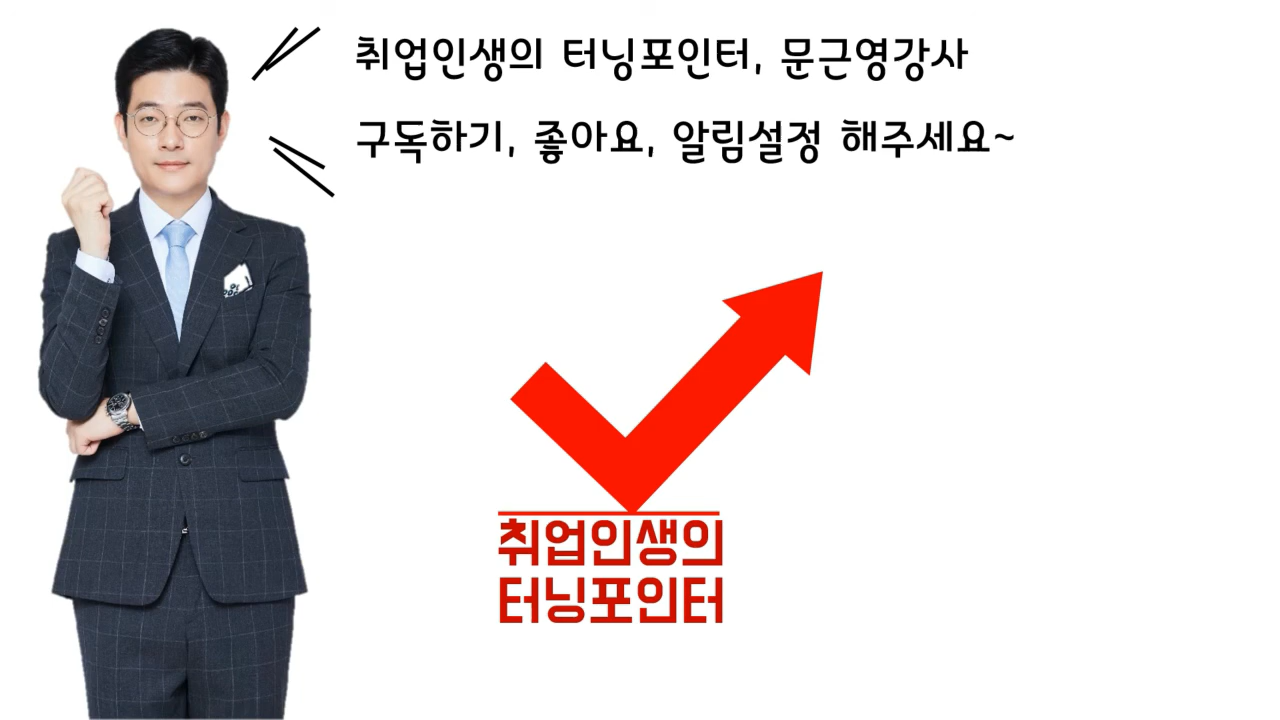 취업인생의 터닝포인터, 문근영강사
구독하기, 좋아요, 알림설정 해주세요~
취업인생의
터닝포인터